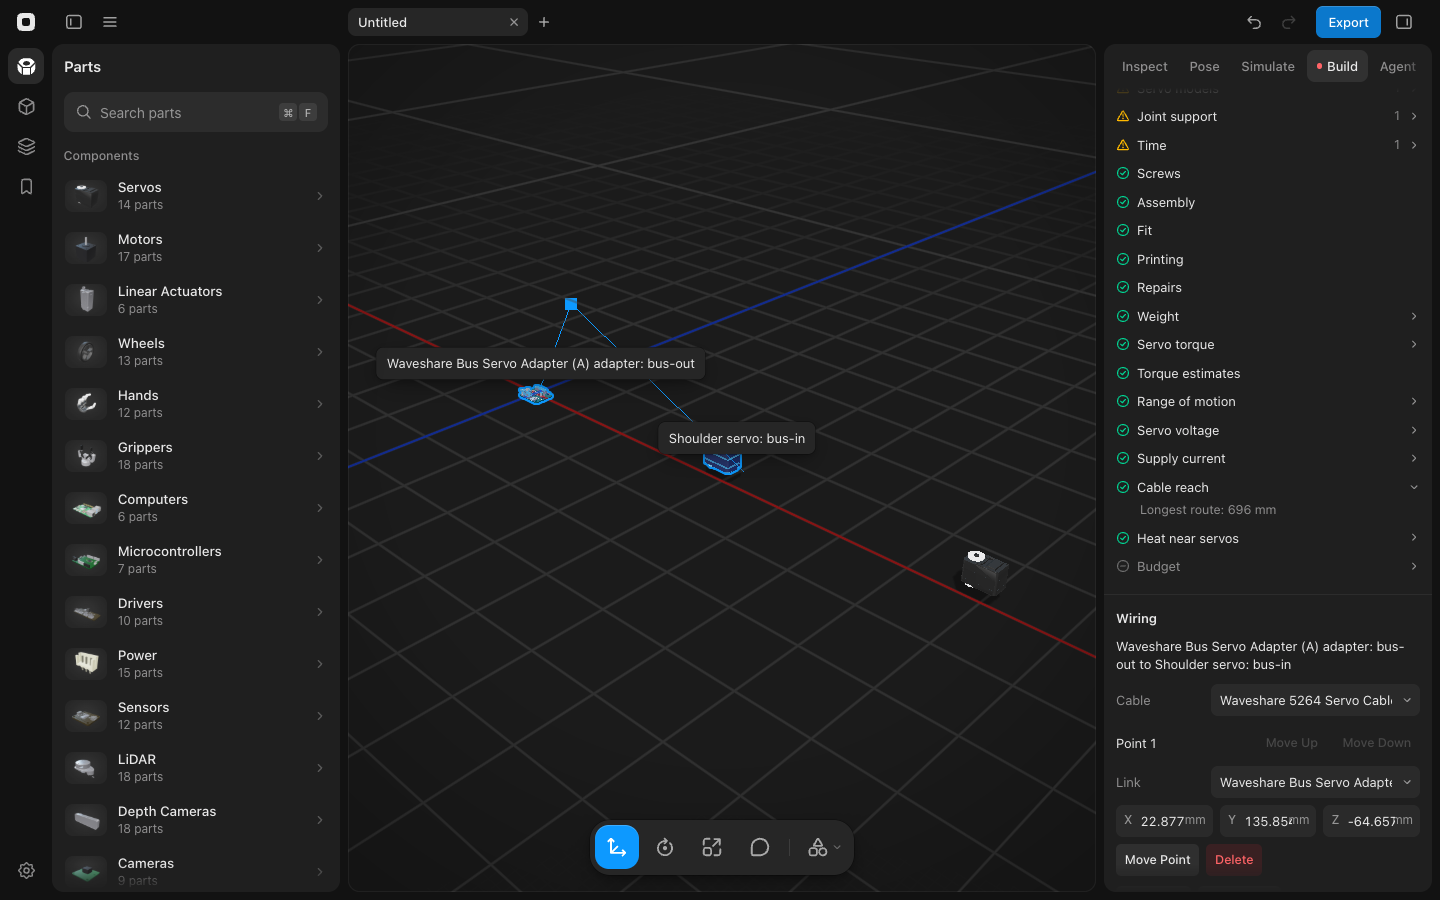 Untitled
Export
Parts
Search parts
⌘ F
Components
Servos
14 parts
Motors
17 parts
Linear Actuators
6 parts
Wheels
13 parts
Hands
12 parts
Grippers
18 parts
Computers
6 parts
Microcontrollers
7 parts
Drivers
10 parts
Power
15 parts
Sensors
12 parts
LiDAR
18 parts
Depth Cameras
18 parts
Cameras
9 parts
Waveshare Bus Servo Adapter (A) adapter: bus-out
Shoulder servo: bus-in
Inspect
Pose
Simulate
Build
Agent
Servo models 1
Joint support 1
Time 1
Screws
Assembly
Fit
Printing
Repairs
Weight
Servo torque
Torque estimates
Range of motion
Servo voltage
Supply current
Cable reach
Longest route: 696 mm
Heat near servos
Budget
Wiring
Waveshare Bus Servo Adapter (A) adapter: bus-
out to Shoulder servo: bus-in
Cable Waveshare 5264 Servo Cabl
Point 1 Move Up Move Down
Link Waveshare Bus Servo Adapte
X 22.877 mm Y 135.85 mm Z -64.657 mm
Move Point Delete